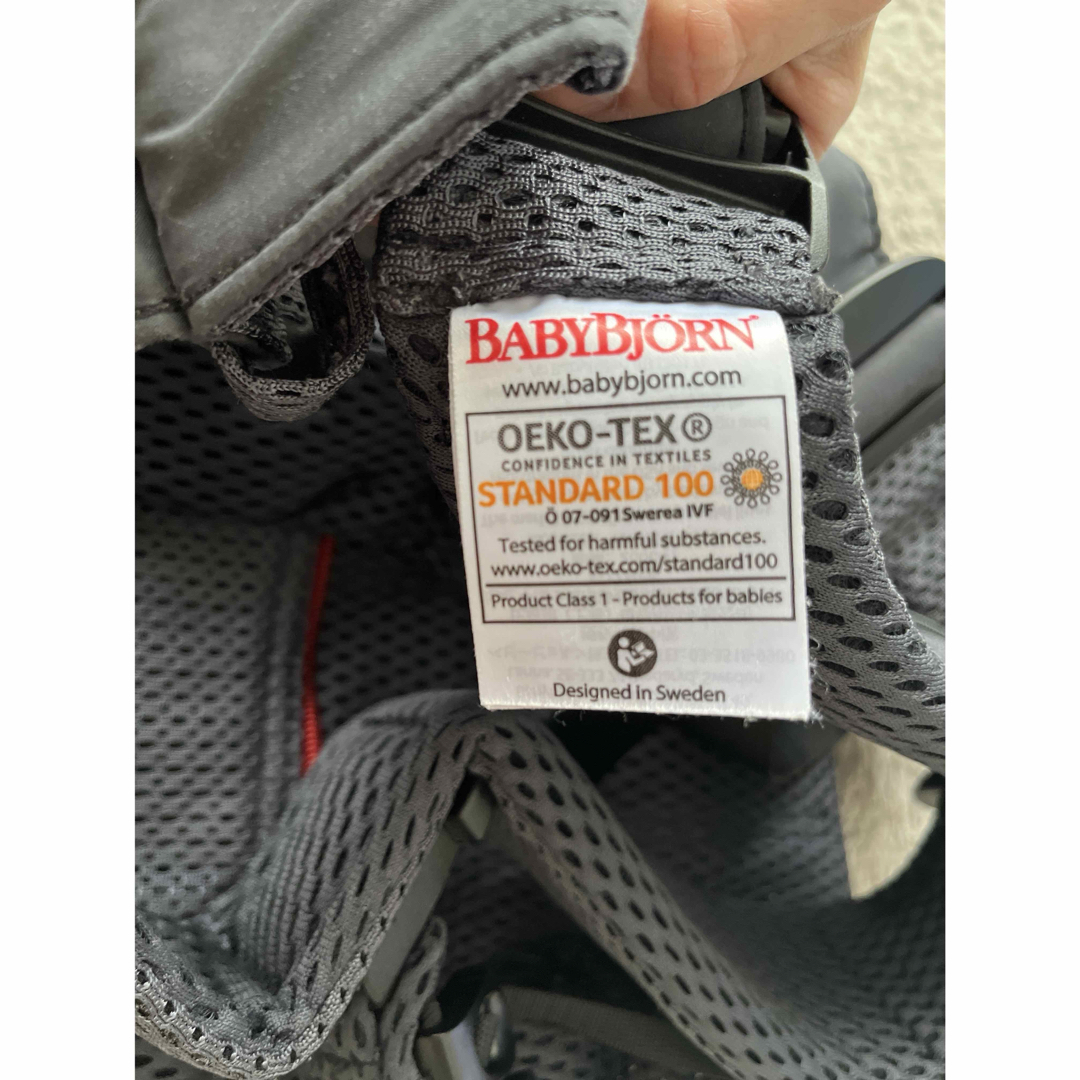 BABYBJÖRN
www.babybjorn.com
OEKO-TEX®
CONFIDENCE IN TEXTILES
STANDARD 100
Ö 07-091 Swerea IVF
Tested for harmful substances.
www.oeko-tex.com/standard100
Product Class 1 - Products for babies
Designed in Sweden